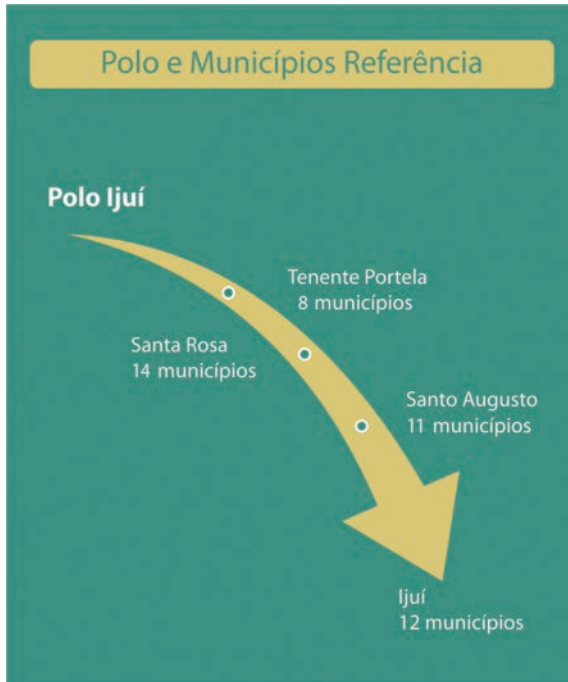 Polo e Municípios Referência
Polo Ijuí
Tenente Portela
8 municípios
Santa Rosa
14 municípios
Santo Augusto
11 municípios
Ijuí
12 municípios